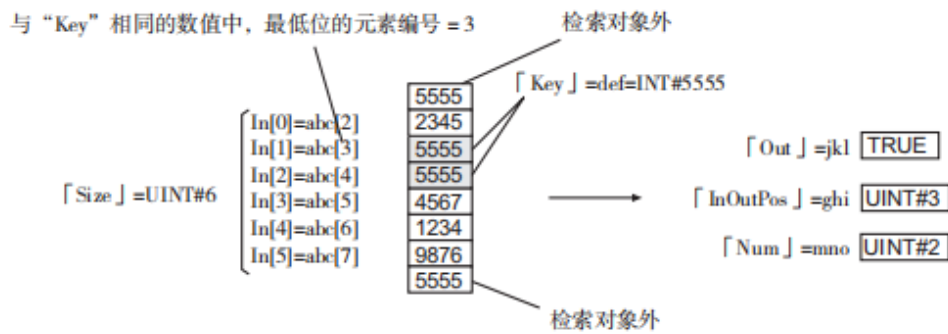 与“Key”相同的数值中，最低位的元素编号 = 3
检索对象外
「Key」=def=INT#5555
5555
In[0]=abc[2] 2345
In[1]=abc[3] 5555
In[2]=abc[4] 5555
In[3]=abc[5] 4567
In[4]=abc[6] 1234
In[5]=abc[7] 9876
5555
「Size」=UINT#6
「Out」=jkl TRUE
「InOutPos」=ghi UINT#3
「Num」=mno UINT#2
检索对象外